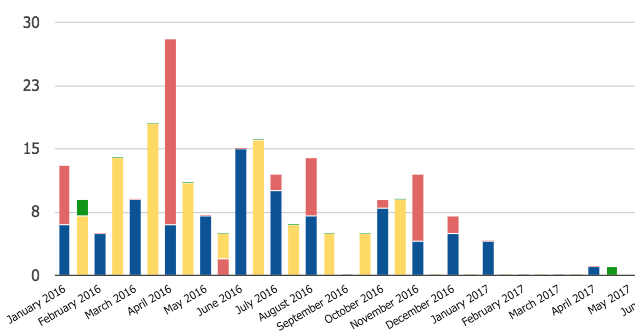 30
23
15
8
0
January 2016
February 2016
March 2016
April 2016
May 2016
June 2016
July 2016
August 2016
September 2016
October 2016
November 2016
December 2016
January 2017
February 2017
March 2017
April 2017
May 2017